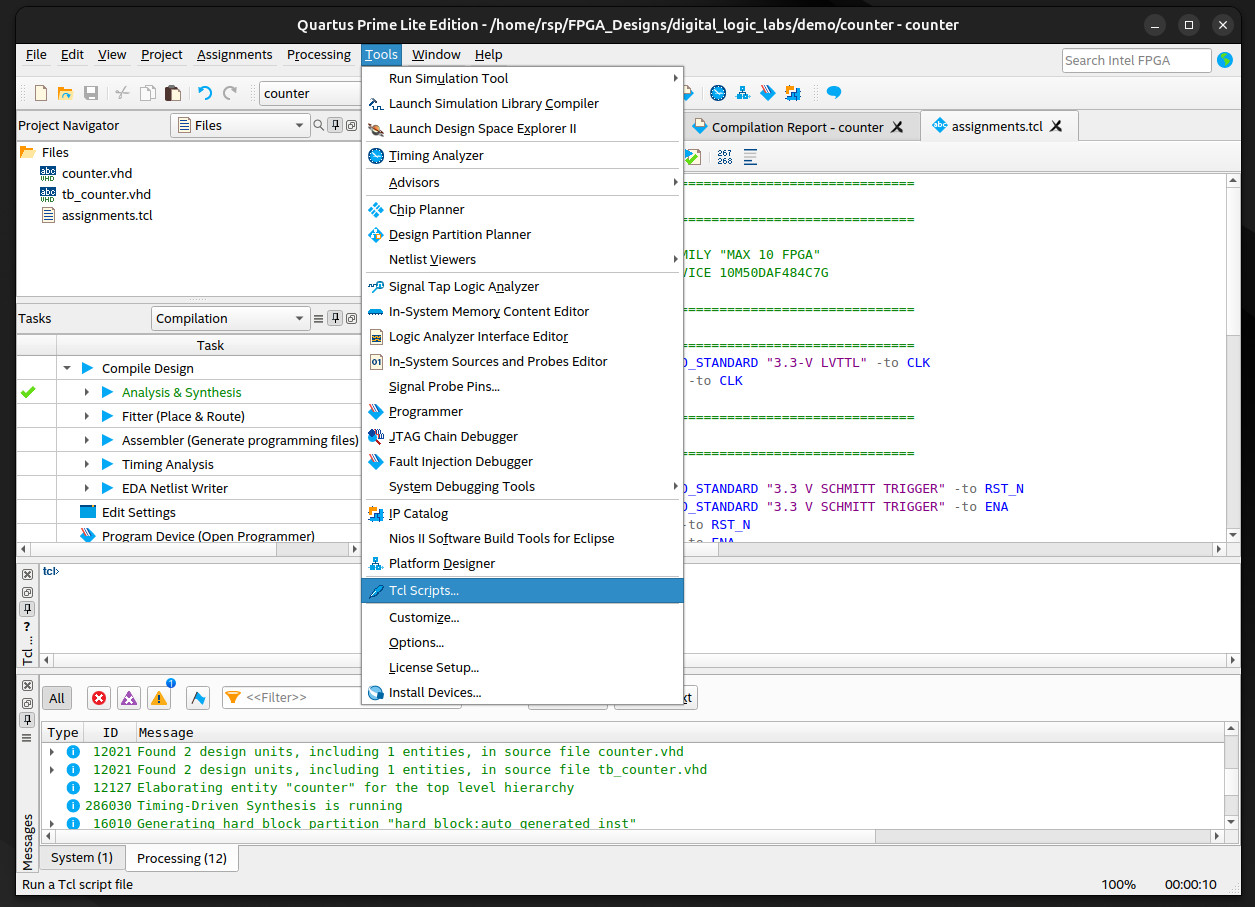 Quartus Prime Lite Edition - /home/rsp/FPGA_Designs/digital_logic_labs/demo/counter - counter
File Edit View Project Assignments Processing Tools Window Help
Search Intel FPGA
counter
Project Navigator
Files
Files
counter.vhd
tb_counter.vhd
assignments.tcl
Tasks
Compilation
Task
Compile Design
Analysis & Synthesis
Fitter (Place & Route)
Assembler (Generate programming files)
Timing Analysis
EDA Netlist Writer
Edit Settings
Program Device (Open Programmer)
Run Simulation Tool
Launch Simulation Library Compiler
Launch Design Space Explorer II
Timing Analyzer
Advisors
Chip Planner
Design Partition Planner
Netlist Viewers
Signal Tap Logic Analyzer
In-System Memory Content Editor
Logic Analyzer Interface Editor
In-System Sources and Probes Editor
Signal Probe Pins...
Programmer
JTAG Chain Debugger
Fault Injection Debugger
System Debugging Tools
IP Catalog
Nios II Software Build Tools for Eclipse
Platform Designer
Tcl Scripts...
Customize...
Options...
License Setup...
Install Devices...
Compilation Report - counter
assignments.tcl
267
268
==============================
==============================
MILY "MAX 10 FPGA"
VICE 10M50DAF484C7G
==============================
==============================
O_STANDARD "3.3-V LVTTL" -to CLK
-to CLK
==============================
==============================
O_STANDARD "3.3 V SCHMITT TRIGGER" -to RST_N
O_STANDARD "3.3 V SCHMITT TRIGGER" -to ENA
-to RST_N
-to ENA
tcl>
Tcl ...
All
1
<<Filter>>
Type ID Message
12021 Found 2 design units, including 1 entities, in source file counter.vhd
12021 Found 2 design units, including 1 entities, in source file tb_counter.vhd
12127 Elaborating entity "counter" for the top level hierarchy
286030 Timing-Driven Synthesis is running
16010 Generating hard_block partition "hard_block:auto_generated_inst"
Messages
System (1)
Processing (12)
Run a Tcl script file
100%
00:00:10